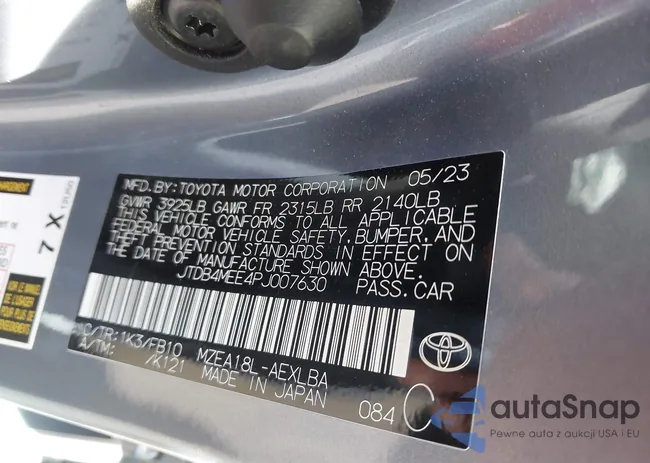 MFD. BY: TOYOTA MOTOR CORPORATION 05/23
GVWR 3925LB GAWR FR 2315LB RR 2140LB
THIS VEHICLE CONFORMS TO ALL APPLICABLE
FEDERAL MOTOR VEHICLE SAFETY, BUMPER, AND
THEFT PREVENTION STANDARDS IN EFFECT ON
THE DATE OF MANUFACTURE SHOWN ABOVE.
JTDB4MEE4PJ007630 PASS.CAR
C/TR: 1K3/FB10 MZEA18L-AEXLBA
A/TM: /K121 MADE IN JAPAN 084 C
TOYOTA
7 X
autaSnap
Pewne auta z aukcji USA i EU